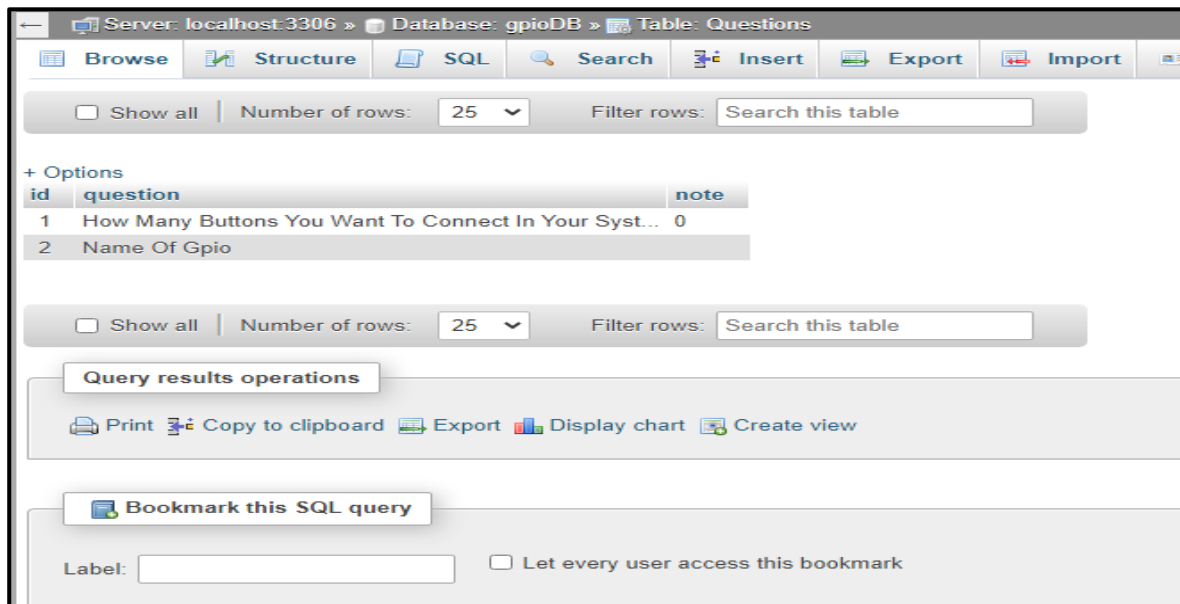 Server: localhost:3306 » Database: gpioDB » Table: Questions
Browse Structure SQL Search Insert Export Import
Show all Number of rows: 25 Filter rows: Search this table
+ Options
id question note
1 How Many Buttons You Want To Connect In Your Syst... 0
2 Name Of Gpio
Show all Number of rows: 25 Filter rows: Search this table
Query results operations
Print Copy to clipboard Export Display chart Create view
Bookmark this SQL query
Label: Let every user access this bookmark